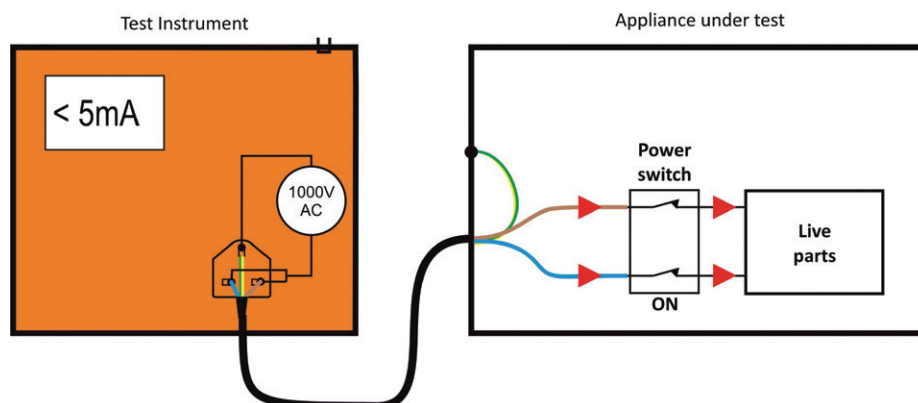 Test Instrument
Appliance under test
< 5mA
1000V
AC
Power
switch
ON
Live
parts